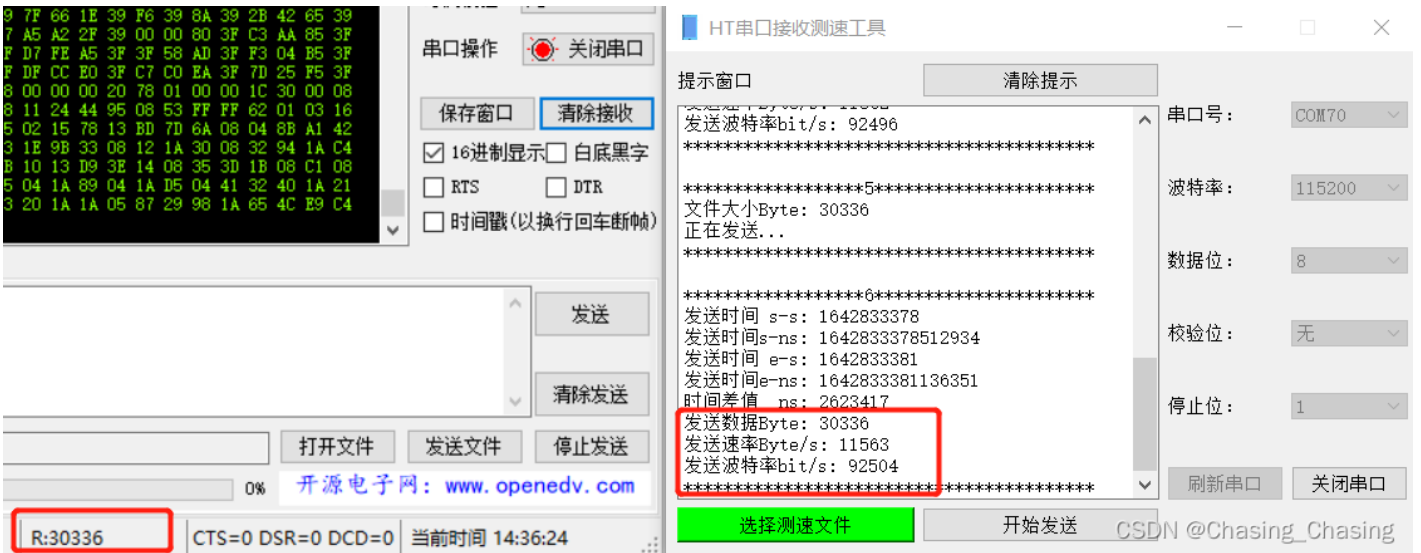 9 7F 66 1E 39 F6 39 8A 39 2B 42 65 39
7 A5 A2 2F 39 00 00 80 3F C3 AA 85 3F
F D7 FE A5 3F 3F 58 AD 3F F3 04 B5 3F
F DF CC E0 3F C7 C0 EA 3F 7D 25 F5 3F
8 00 00 00 20 78 01 00 00 1C 30 00 08
8 11 24 44 95 08 53 FF FF 62 01 03 16
5 02 15 78 13 BD 7D 6A 08 04 8B A1 42
3 1E 9B 33 08 12 1A 30 08 32 94 1A C4
B 10 13 D9 3E 14 08 35 3D 1B 08 C1 08
5 04 1A 89 04 1A D5 04 41 32 40 1A 21
3 20 1A 1A 05 87 29 98 1A 65 4C E9 C4
串口操作
关闭串口
保存窗口
清除接收
16进制显示
白底黑字
RTS
DTR
时间戳(以换行回车断帧)
发送
清除发送
打开文件
发送文件
停止发送
0%
开源电子网：www.openedv.com
R:30336
CTS=0 DSR=0 DCD=0
当前时间 14:36:24
HT串口接收测速工具
提示窗口
清除提示
发送波特率bit/s: 92496
*****************************************
******************5**********************
文件大小Byte: 30336
正在发送...
*****************************************
******************6**********************
发送时间 s-s: 1642833378
发送时间s-ns: 1642833378512934
发送时间 e-s: 1642833381
发送时间e-ns: 1642833381136351
时间差值 ns: 2623417
发送数据Byte: 30336
发送速率Byte/s: 11563
发送波特率bit/s: 92504
*****************************************
选择测速文件
开始发送
串口号:
COM70
波特率:
115200
数据位:
8
校验位:
无
停止位:
1
刷新串口
关闭串口
CSDN @Chasing_Chasing